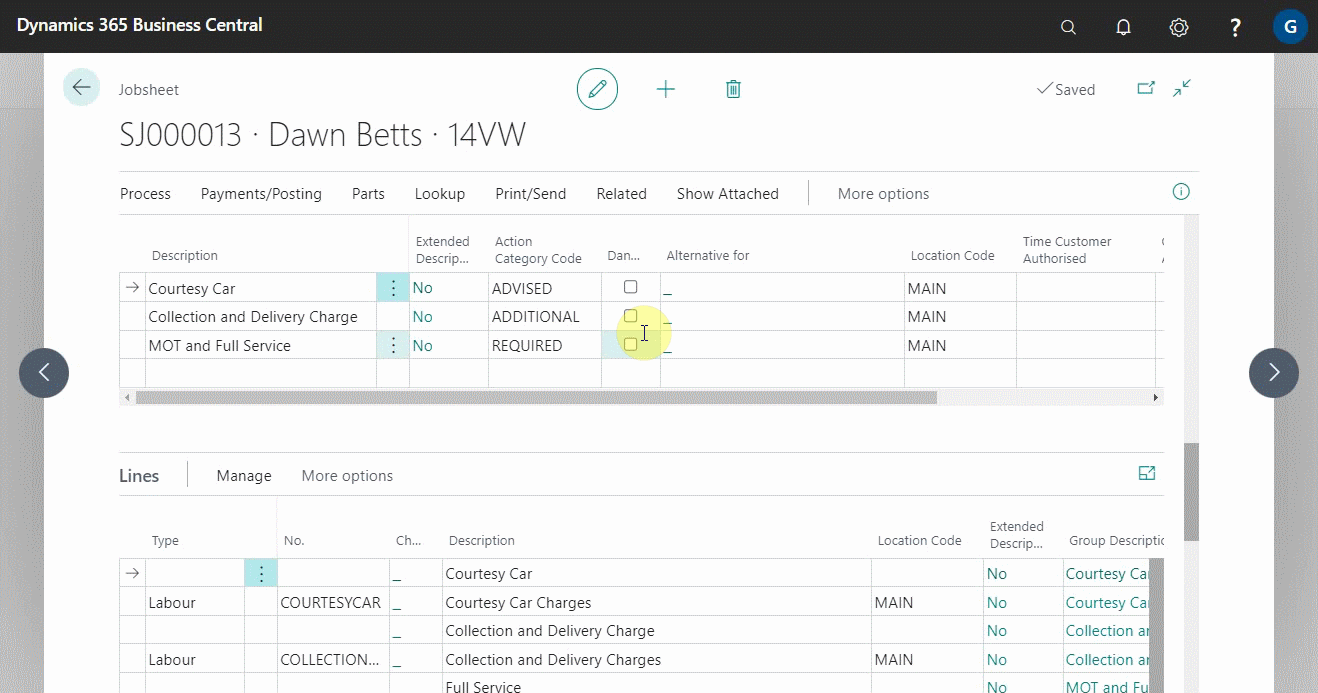 Dynamics 365 Business Central
? G
Jobsheet
Saved
SJ000013 · Dawn Betts · 14VW
Process Payments/Posting Parts Lookup Print/Send Related Show Attached More options
Description Extended Descrip... Action Category Code Dan... Alternative for Location Code Time Customer Authorised
Courtesy Car No ADVISED _ MAIN
Collection and Delivery Charge No ADDITIONAL _ MAIN
MOT and Full Service No REQUIRED _ MAIN
Lines Manage More options
Type No. Ch... Description Location Code Extended Descrip... Group Descriptio
_ Courtesy Car No Courtesy Ca
Labour COURTESYCAR _ Courtesy Car Charges MAIN No Courtesy Ca
_ Collection and Delivery Charge No Collection ar
Labour COLLECTION... _ Collection and Delivery Charges MAIN No Collection ar
Full Service No MOT and Fu